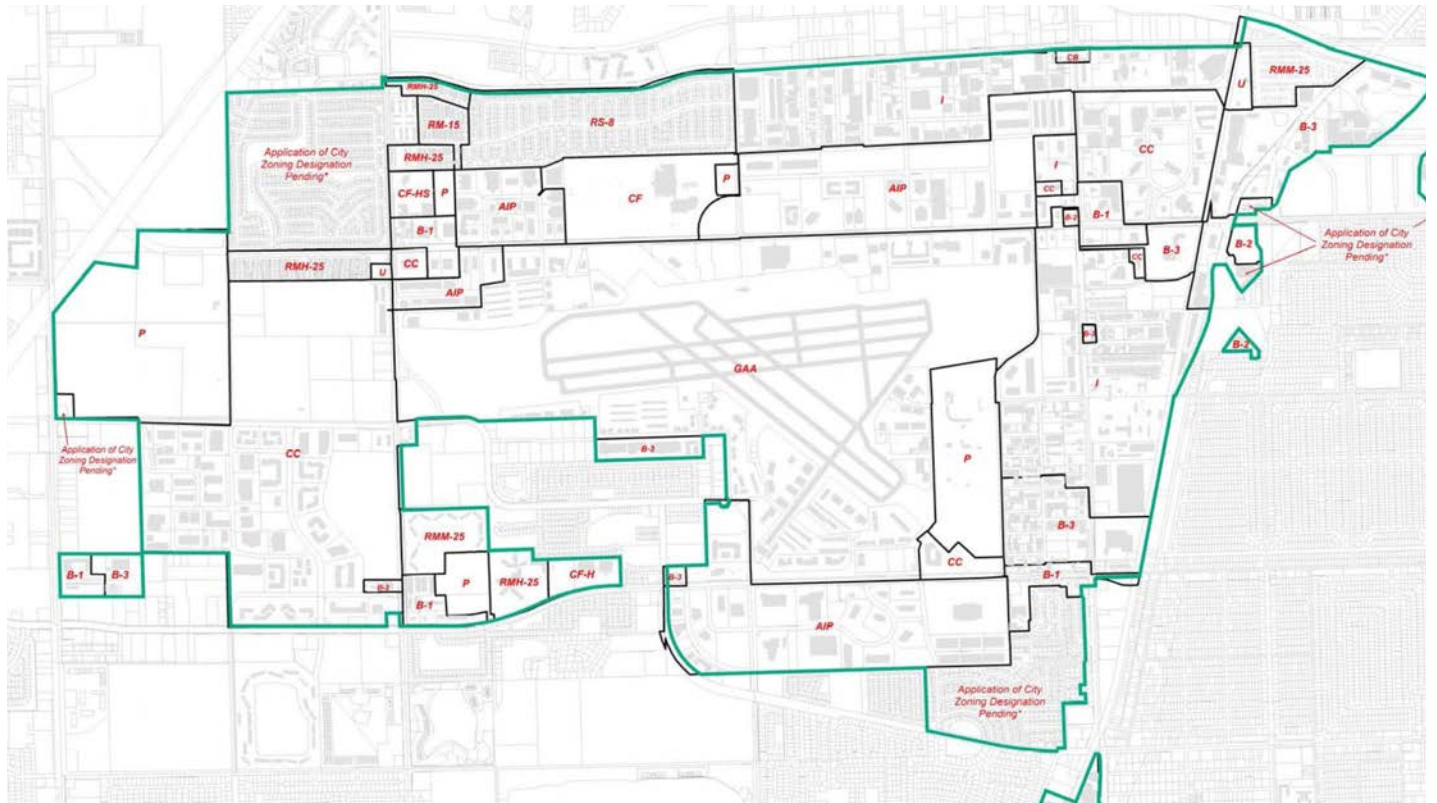 CB
RMH-25
RMM-25
U
I
RM-15
RS-8
B-3
Application of City
Zoning Designation
Pending*
RMH-25
CC
I
P
CF-HS
P
AIP
CF
AIP
CC
B-2
B-1
B-1
Application of City
Zoning Designation
Pending*
B-2
B-3
CC
CC
RMH-25
U
AIP
P
B-2
GAA
I
B-3
Application of City
Zoning Designation
Pending*
CC
P
B-3
RMM-25
CC
B-1
B-3
B-1
P
RMH-25
CF-H
B-3
B-2
B-1
AIP
Application of City
Zoning Designation
Pending*